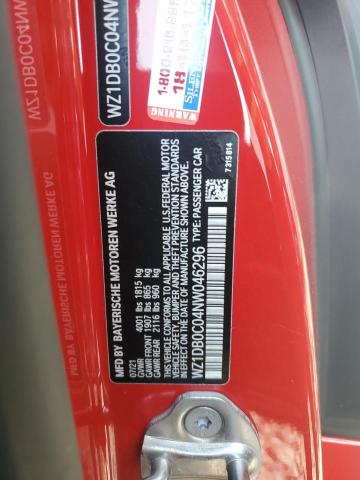 MFD BY BAYERISCHE MOTOREN WERKE AG
07/21
GVWR 4001 lbs 1815 kg
GAWR FRONT 1907 lbs 865 kg
GAWR REAR 2116 lbs 960 kg
THIS VEHICLE CONFORMS TO ALL APPLICABLE U.S.FEDERAL MOTOR
VEHICLE SAFETY, BUMPER AND THEFT PREVENTION STANDARDS
IN EFFECT ON THE DATE OF MANUFACTURE SHOWN ABOVE.
WZ1DB0C04NW046296 TYPE: PASSENGER CAR
7315814
WZ1DB0C04NW
WARNING